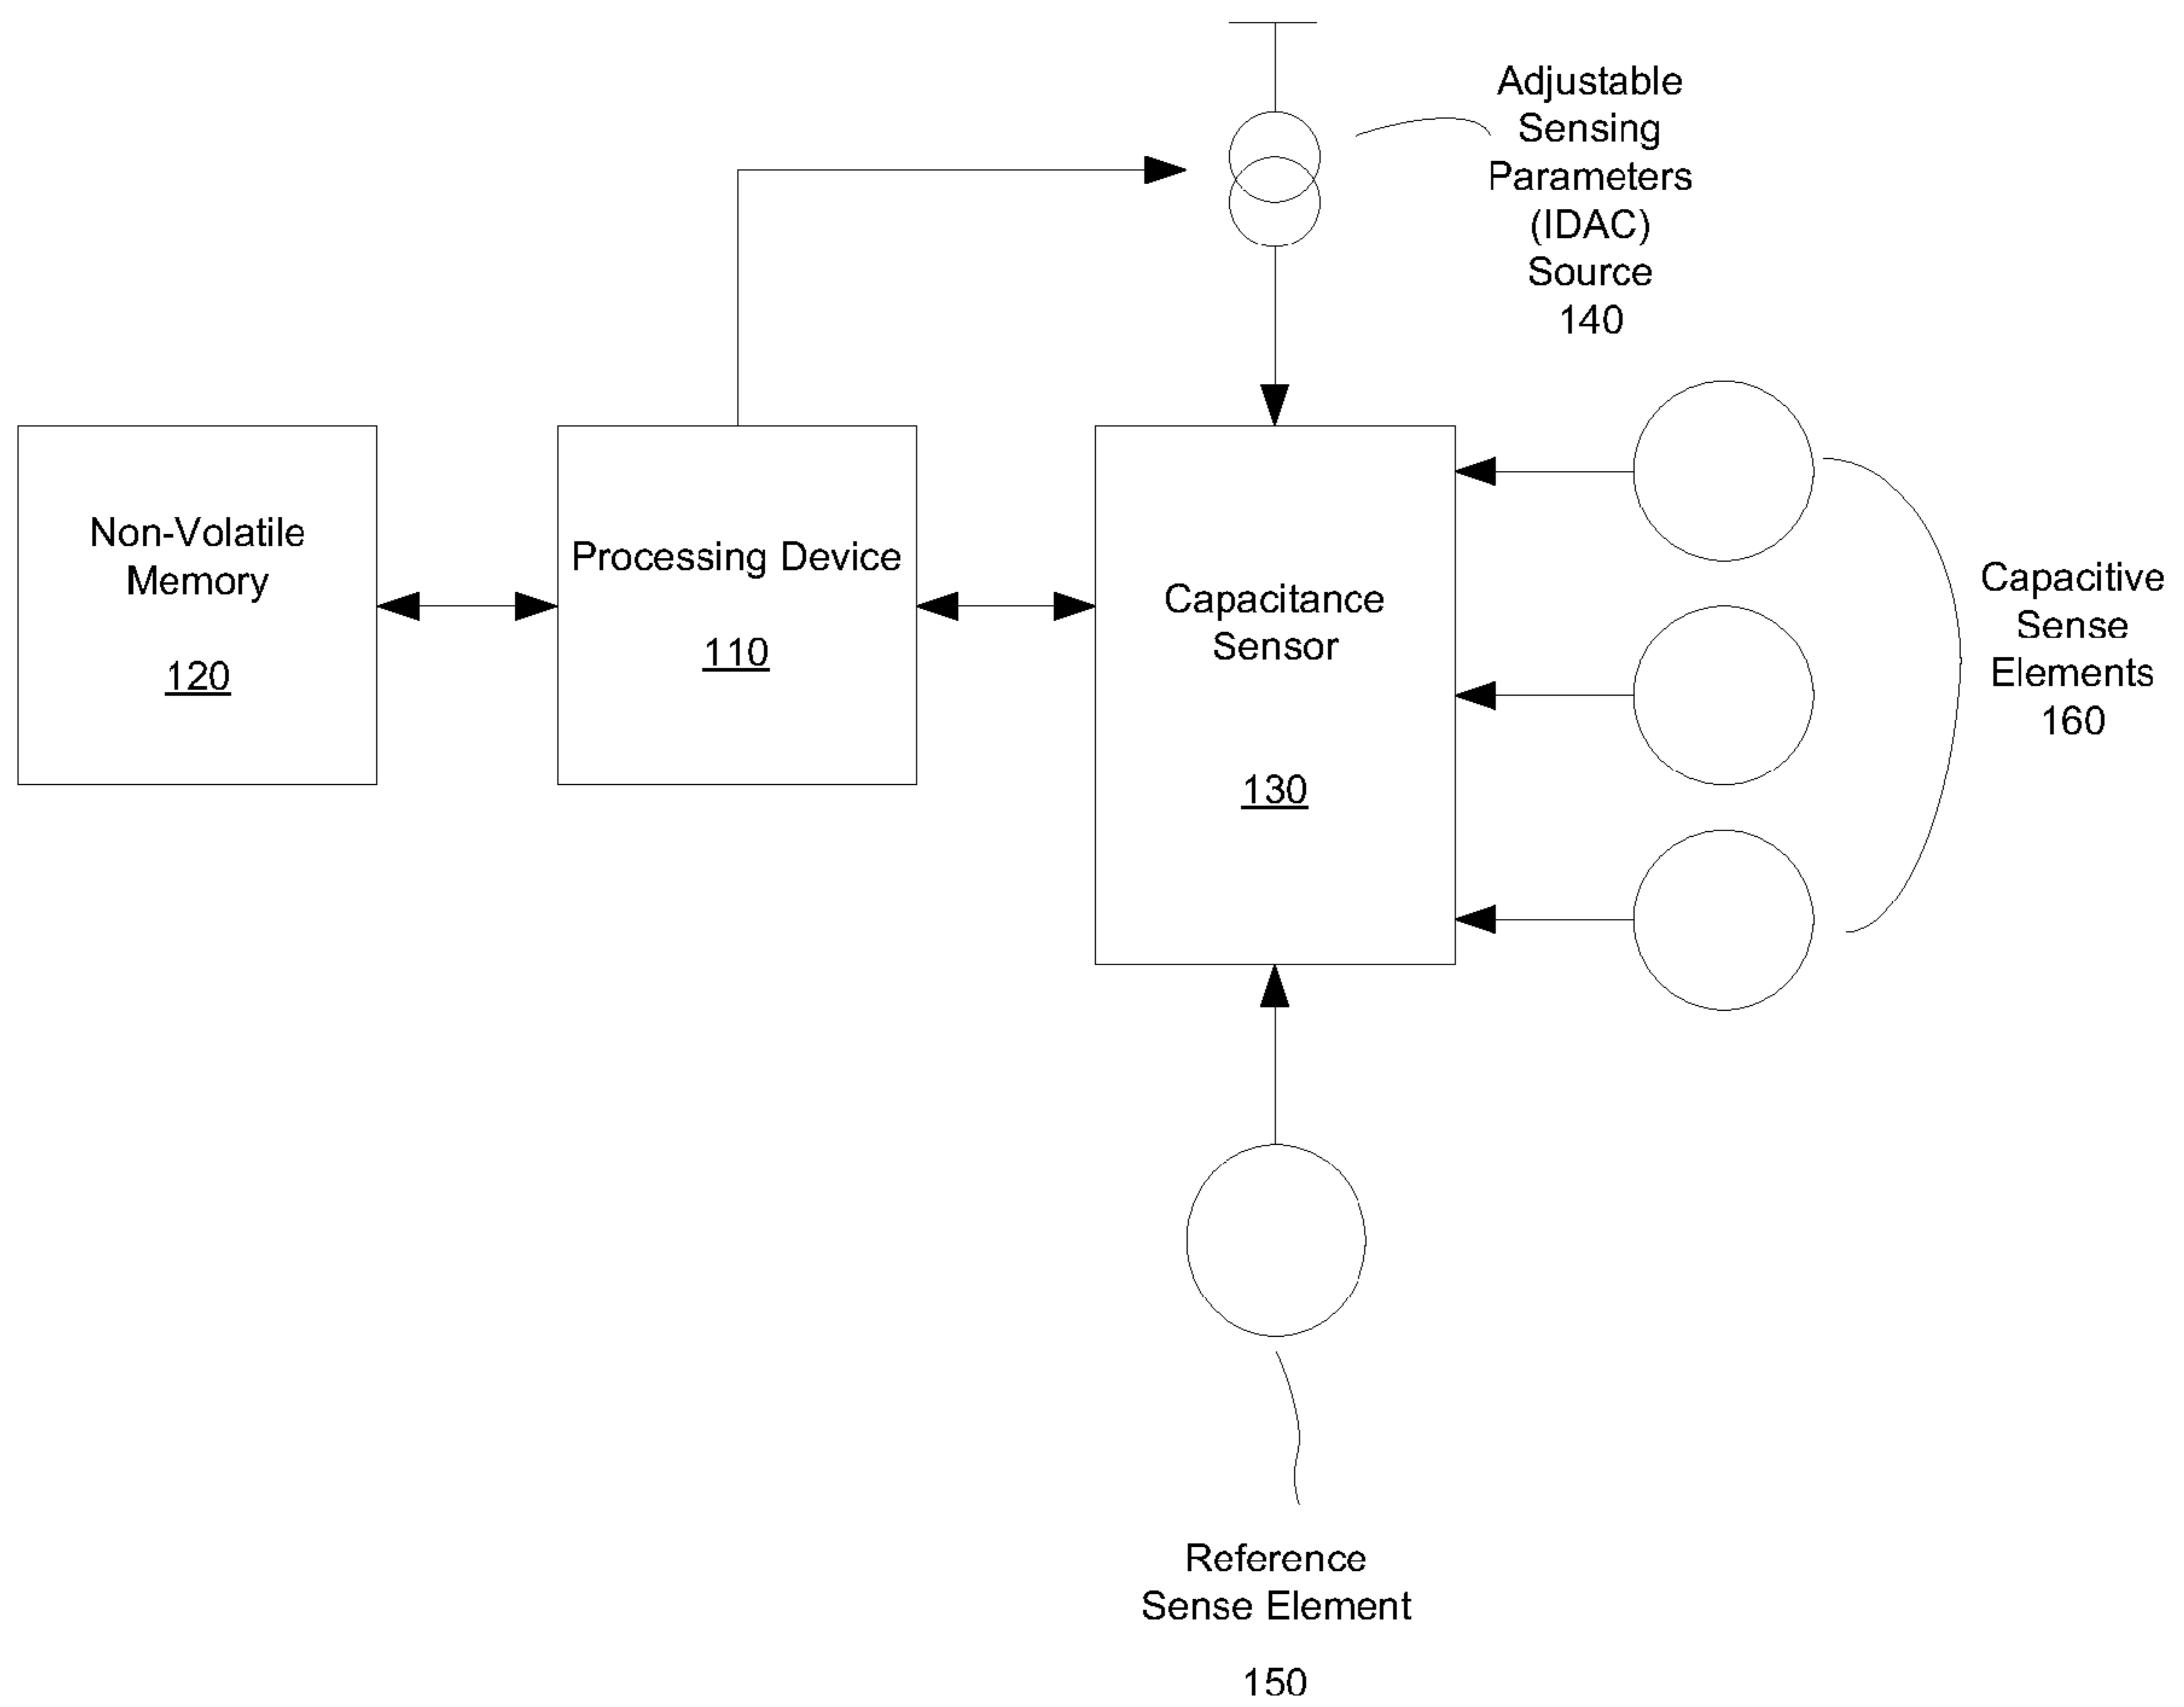 Adjustable
Sensing
Parameters
(IDAC)
Source
140
Non-Volatile
Memory
120
Processing Device
110
Capacitance
Sensor
130
Capacitive
Sense
Elements
160
Reference
Sense Element
150